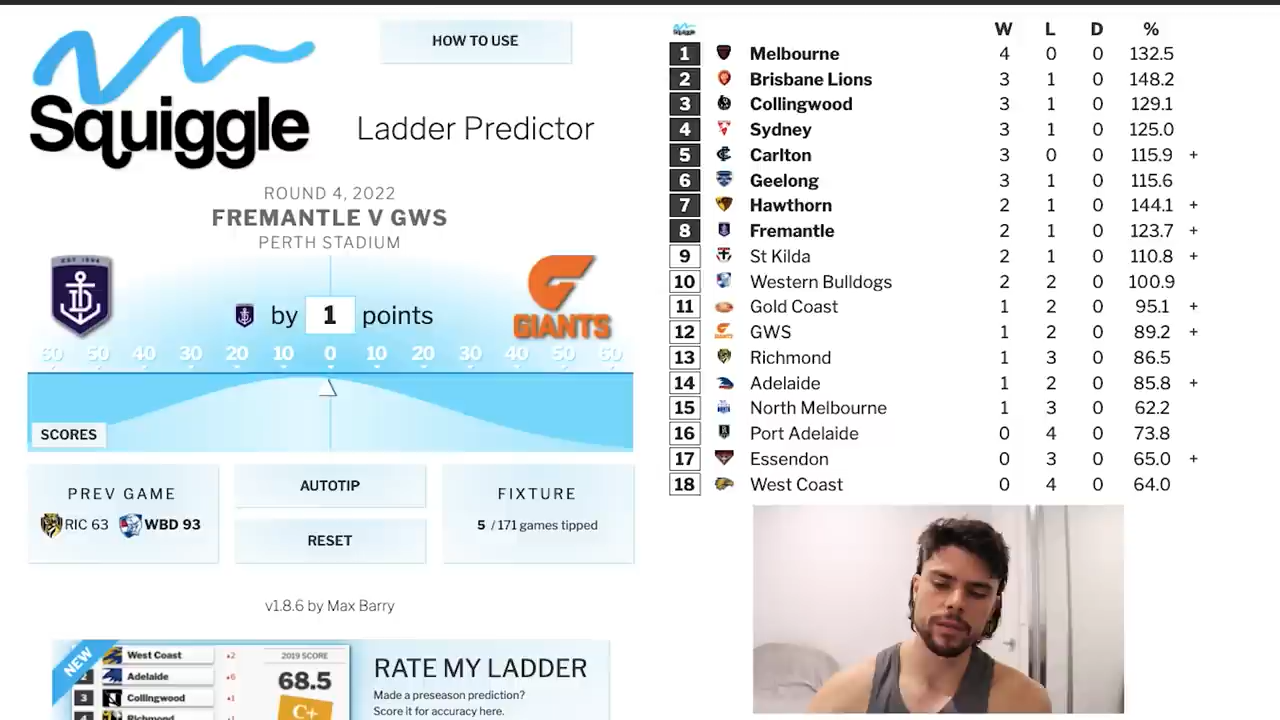 Squiggle
HOW TO USE
Ladder Predictor
ROUND 4, 2022
FREMANTLE V GWS
PERTH STADIUM
GIANTS
by 1 points
60 50 40 30 20 10 0 10 20 30 40 50 60
SCORES
PREV GAME
RIC 63 WBD 93
AUTOTIP
RESET
FIXTURE
5 / 171 games tipped
v1.8.6 by Max Barry
NEW
West Coast +2
Adelaide +6
3 Collingwood +1
Richmond
2019 SCORE
68.5
C+
RATE MY LADDER
Made a preseason prediction?
Score it for accuracy here.
Squiggle W L D %
1 Melbourne 4 0 0 132.5
2 Brisbane Lions 3 1 0 148.2
3 Collingwood 3 1 0 129.1
4 Sydney 3 1 0 125.0
5 Carlton 3 0 0 115.9 +
6 Geelong 3 1 0 115.6
7 Hawthorn 2 1 0 144.1 +
8 Fremantle 2 1 0 123.7 +
9 St Kilda 2 1 0 110.8 +
10 Western Bulldogs 2 2 0 100.9
11 Gold Coast 1 2 0 95.1 +
12 GWS 1 2 0 89.2 +
13 Richmond 1 3 0 86.5
14 Adelaide 1 2 0 85.8 +
15 North Melbourne 1 3 0 62.2
16 Port Adelaide 0 4 0 73.8
17 Essendon 0 3 0 65.0 +
18 West Coast 0 4 0 64.0